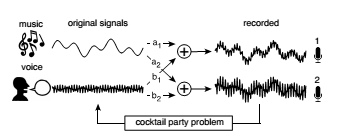 music original signals recorded
a₁ 1
a₂
voice b₁ 2
b₂
cocktail party problem